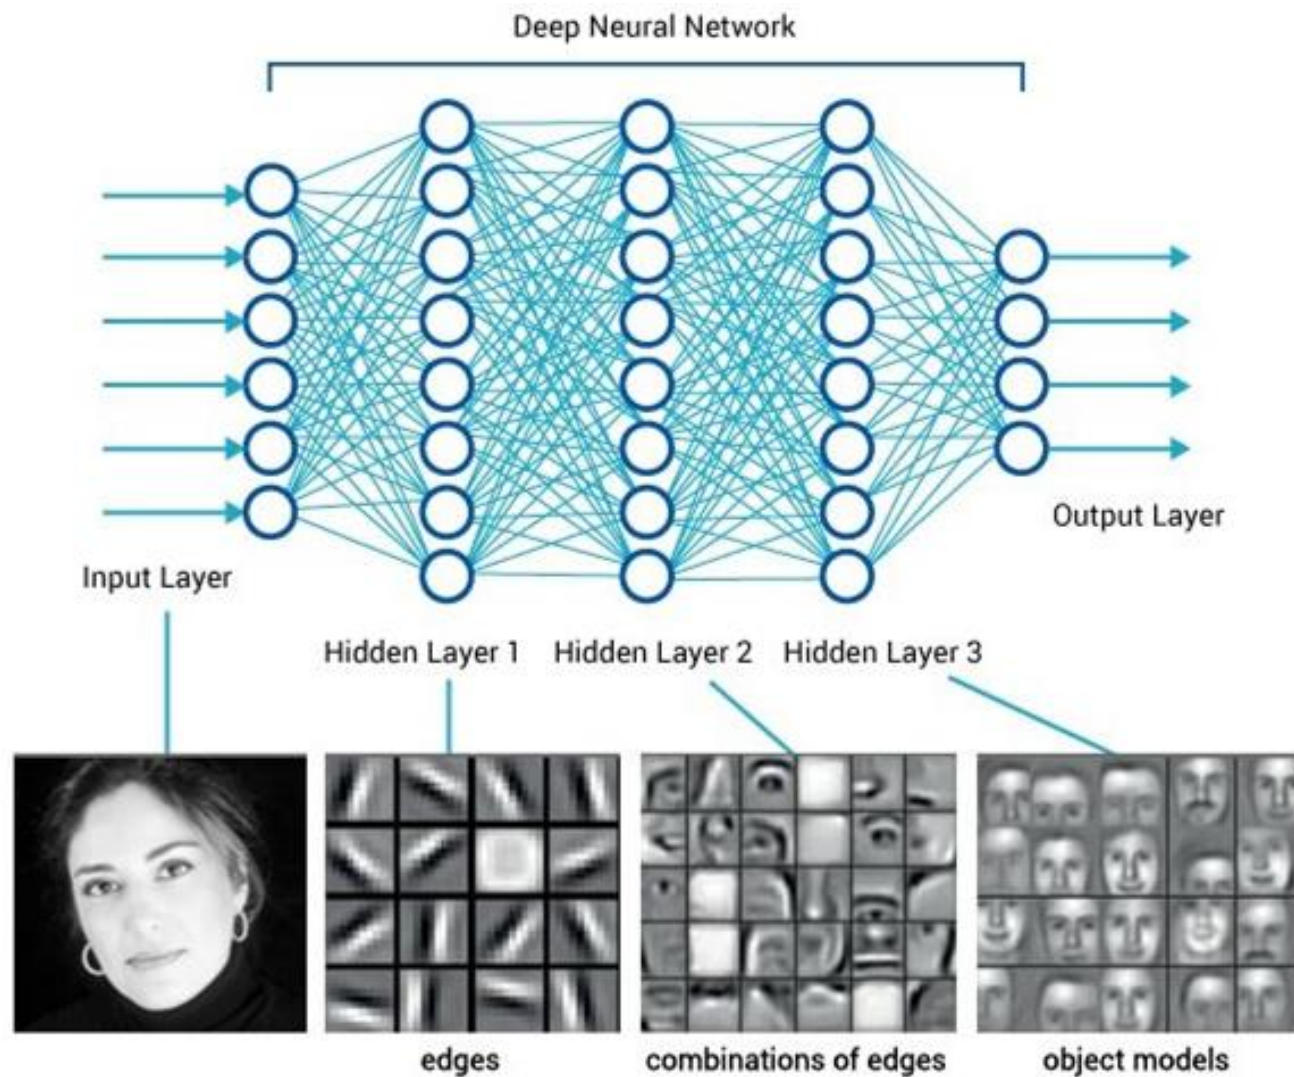 Deep Neural Network
Output Layer
Input Layer
Hidden Layer 1
Hidden Layer 2
Hidden Layer 3
edges
combinations of edges
object models